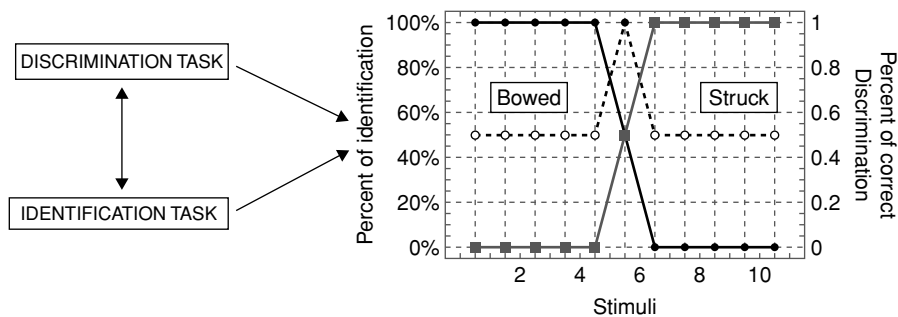 DISCRIMINATION TASK
IDENTIFICATION TASK
Percent of identification
100%
80%
60%
40%
20%
0%
Bowed
Struck
1
0.8
0.6
0.4
0.2
0
Percent of correct
Discrimination
2 4 6 8 10
Stimuli